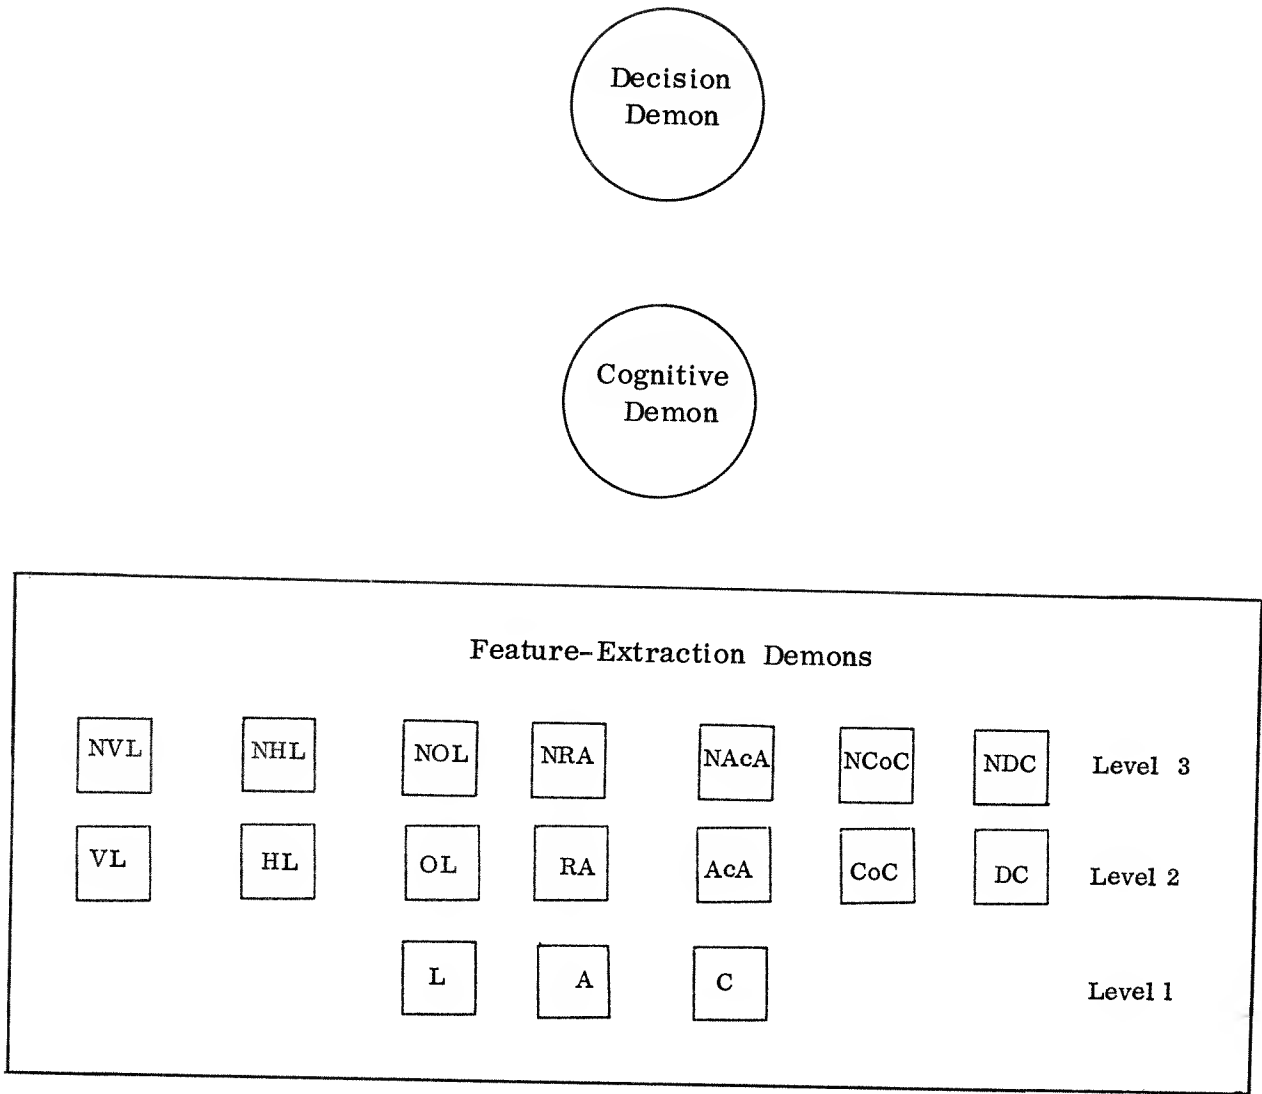 Decision
Demon
Cognitive
Demon
Feature-Extraction Demons
NVL NHL NOL NRA NAcA NCoC NDC Level 3
VL HL OL RA AcA CoC DC Level 2
L A C Level 1